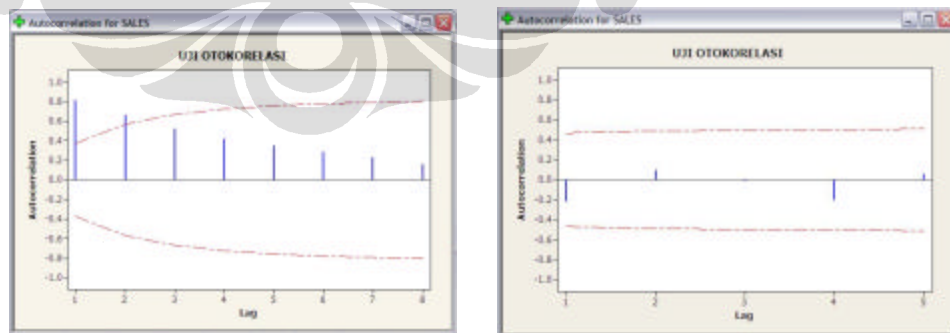 Autocorrelation for SALES
UJI OTOKORELASI
1.0
0.8
0.6
0.4
0.2
0.0
-0.2
-0.4
-0.6
-0.8
-1.0
Autocorrelation
1 2 3 4 5 6 7 8
Lag
Autocorrelation for SALES
UJI OTOKORELASI
1.0
0.8
0.6
0.4
0.2
0.0
-0.2
-0.4
-0.6
-0.8
-1.0
Autocorrelation
1 2 3 4 5
Lag